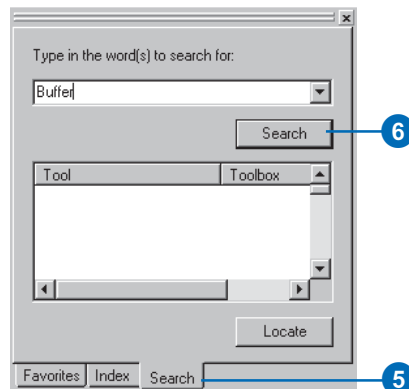 Type in the word(s) to search for:
Buffer
Search
6
Tool Toolbox
Locate
Favorites Index Search
5